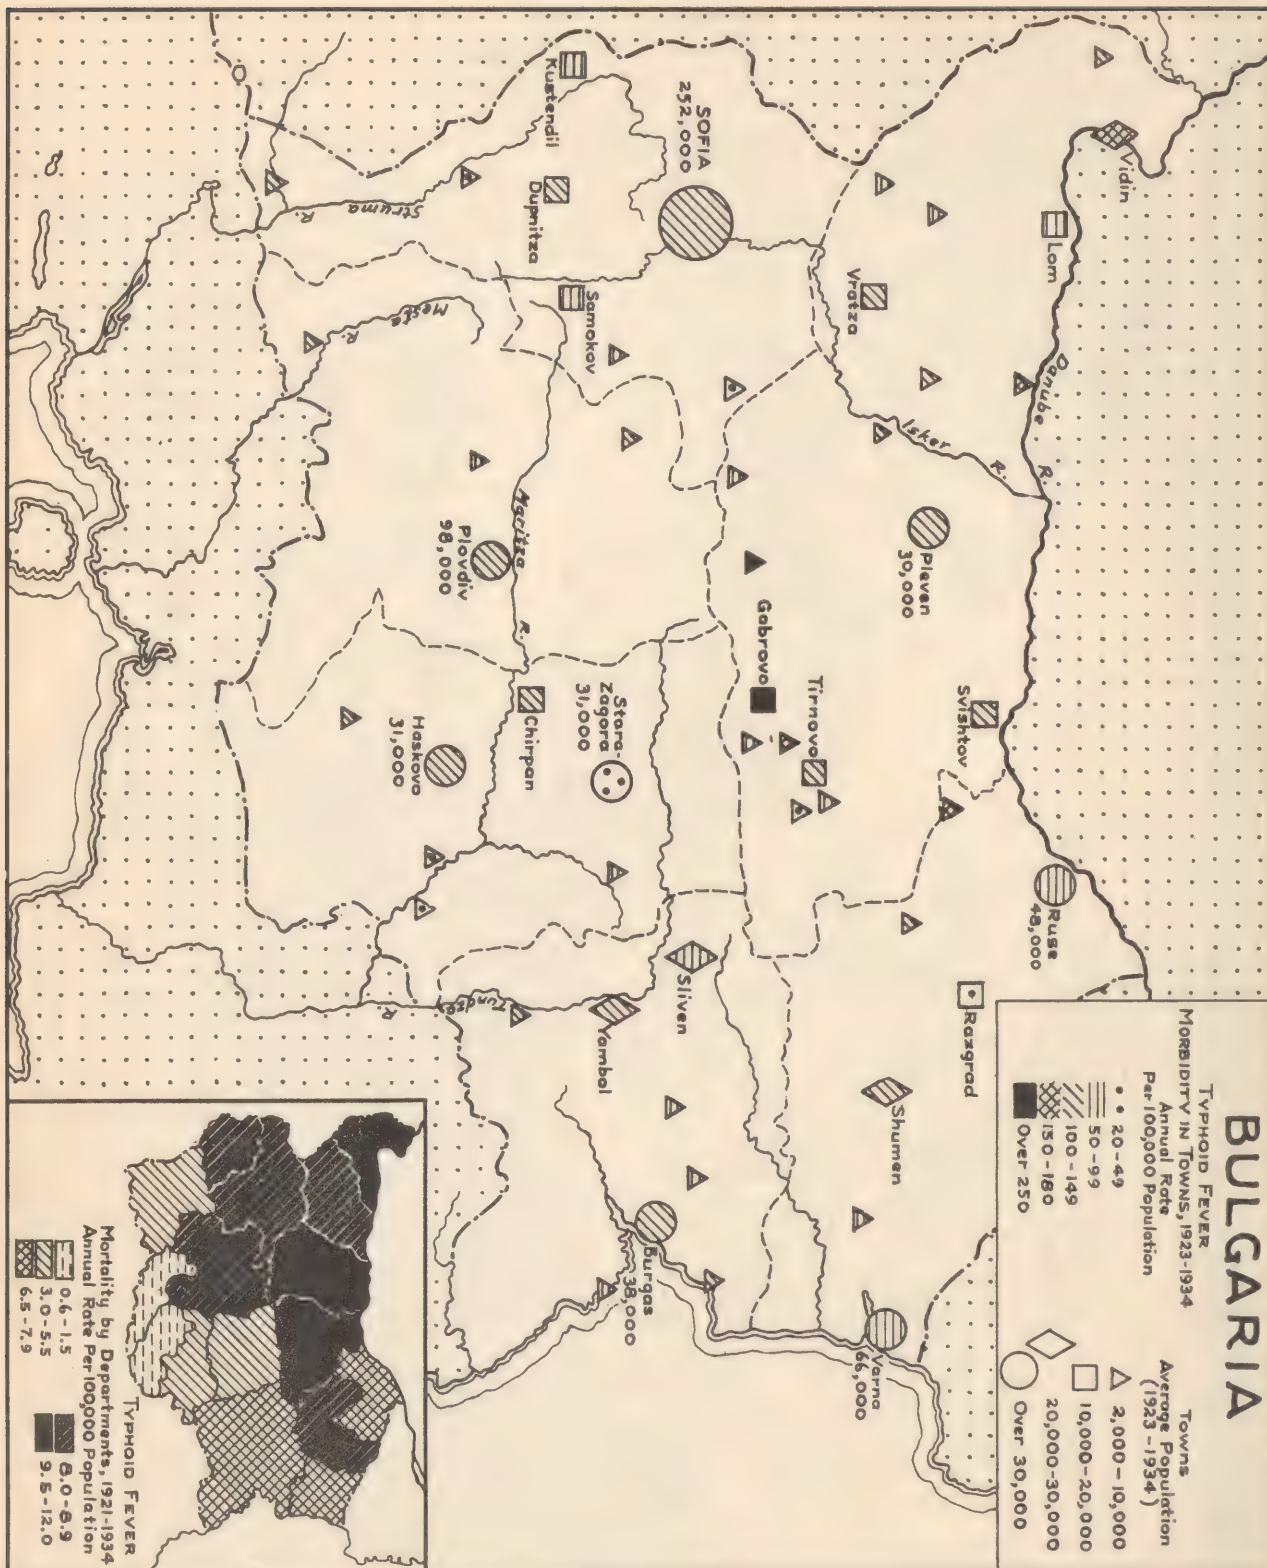 BULGARIA
TYPHOID FEVER
MORBIDITY IN TOWNS, 1923-1934
Annual Rate
Per 100,000 Population
20-49
50-99
100-149
150-180
Over 250
Towns
Average Population
(1923-1934)
2,000-10,000
10,000-20,000
20,000-30,000
Over 30,000
Vidin
Lom
Danube R.
Vratza
Isker R.
Pleven
30,000
Svishtov
Ruse
48,000
Razgrad
Shumen
Varna
66,000
SOFIA
252,000
Kustendil
Dupnitza
Samokov
Struma R.
Mesta R.
Maritza R.
Plovdiv
98,000
Gabrovo
Tirnovo
Stara-
Zagora
31,000
Chirpan
Haskovo
31,000
Sliven
Yambol
Tundza R.
Burgas
38,000
TYPHOID FEVER
Mortality by Departments, 1921-1934
Annual Rate Per 100,000 Population
0.6-1.5
3.0-5.5
6.5-7.9
8.0-8.9
9.5-12.0